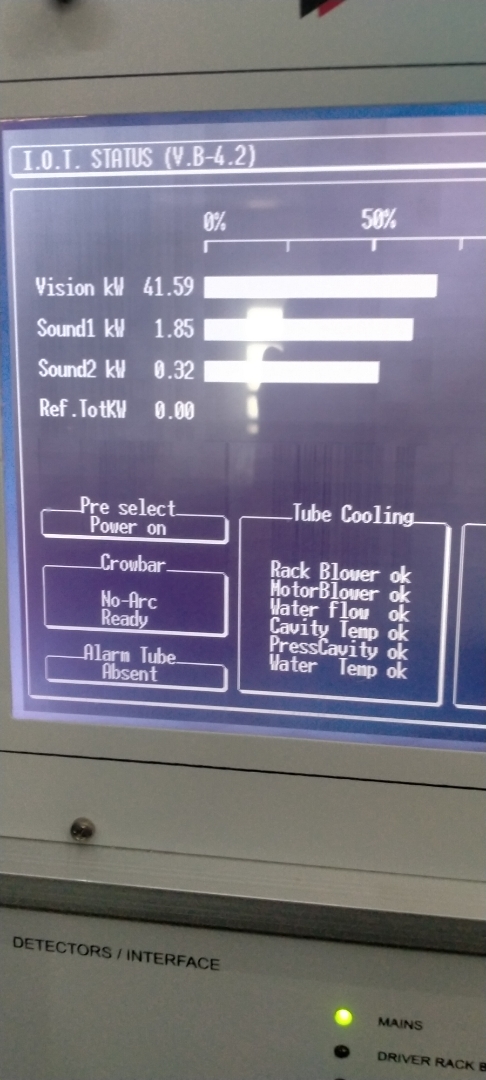 I.O.T. STATUS (V.B-4.2)
0% 50%
Vision kW 41.59
Sound1 kW 1.85
Sound2 kW 0.32
Ref.TotKW 0.00
Pre select
Power on
Crowbar
No-Arc
Ready
Alarm Tube
Absent
Tube Cooling
Rack Blower ok
MotorBlower ok
Water flow ok
Cavity Temp ok
PressCavity ok
Water Temp ok
DETECTORS / INTERFACE
MAINS
DRIVER RACK